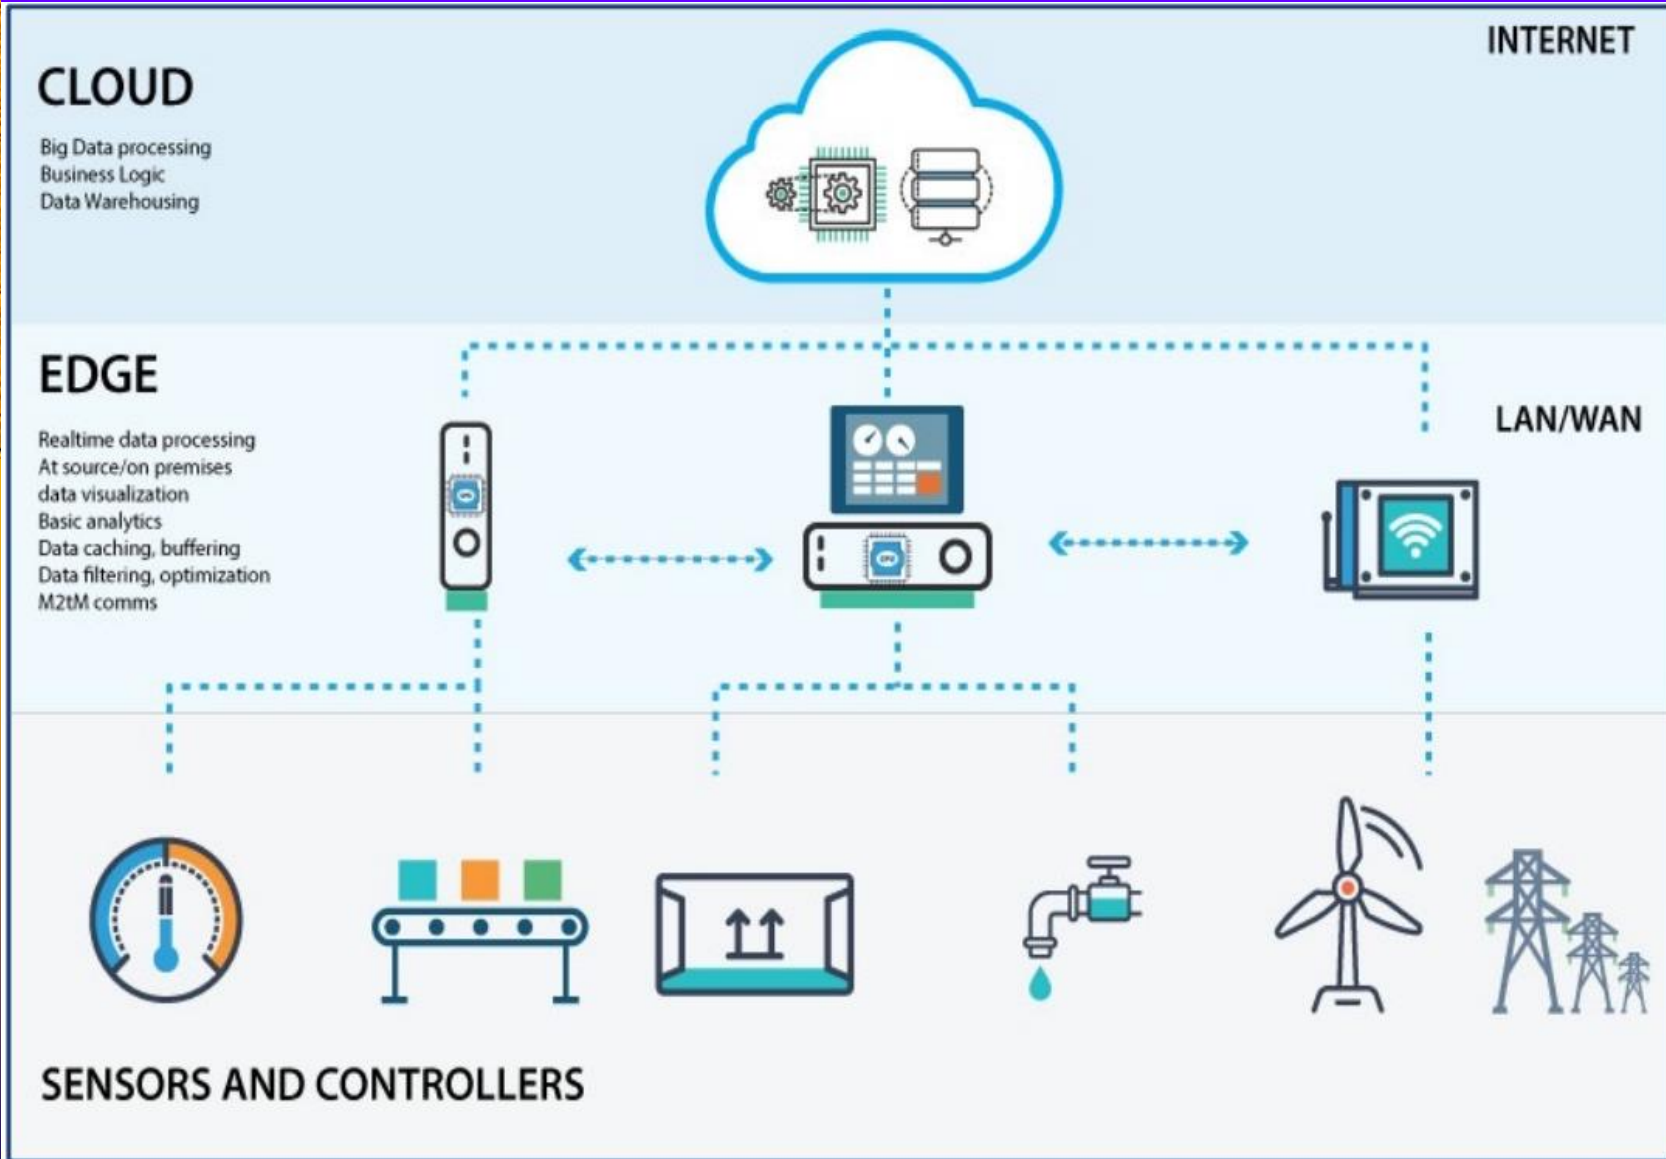 INTERNET
CLOUD
Big Data processing
Business Logic
Data Warehousing
EDGE
LAN/WAN
Realtime data processing
At source/on premises
data visualization
Basic analytics
Data caching, buffering
Data filtering, optimization
M2tM comms
SENSORS AND CONTROLLERS